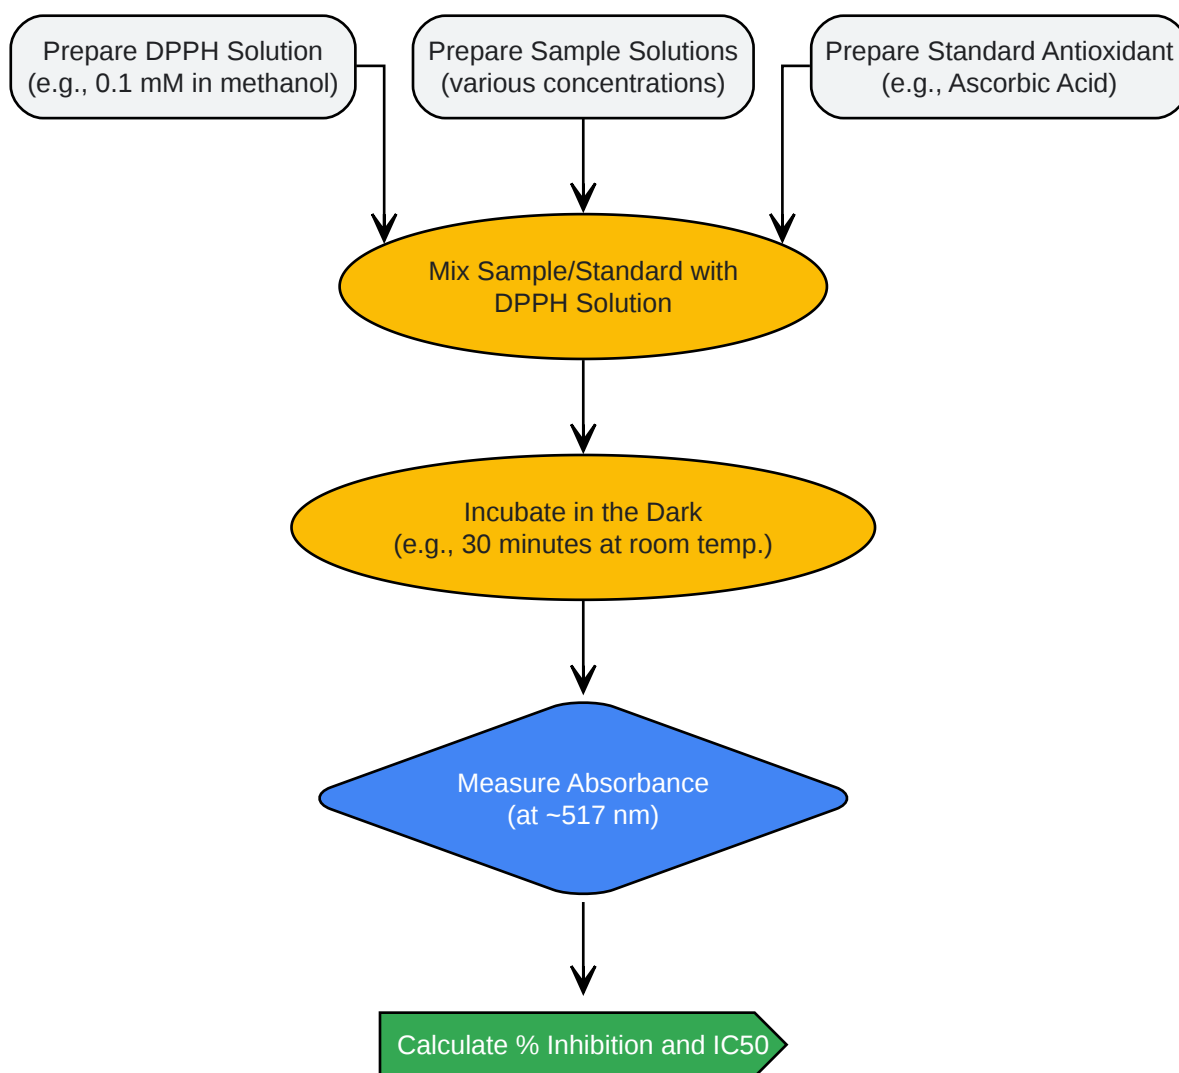 Prepare DPPH Solution
(e.g., 0.1 mM in methanol)
Prepare Sample Solutions
(various concentrations)
Prepare Standard Antioxidant
(e.g., Ascorbic Acid)
Mix Sample/Standard with
DPPH Solution
Incubate in the Dark
(e.g., 30 minutes at room temp.)
Measure Absorbance
(at ~517 nm)
Calculate % Inhibition and IC50